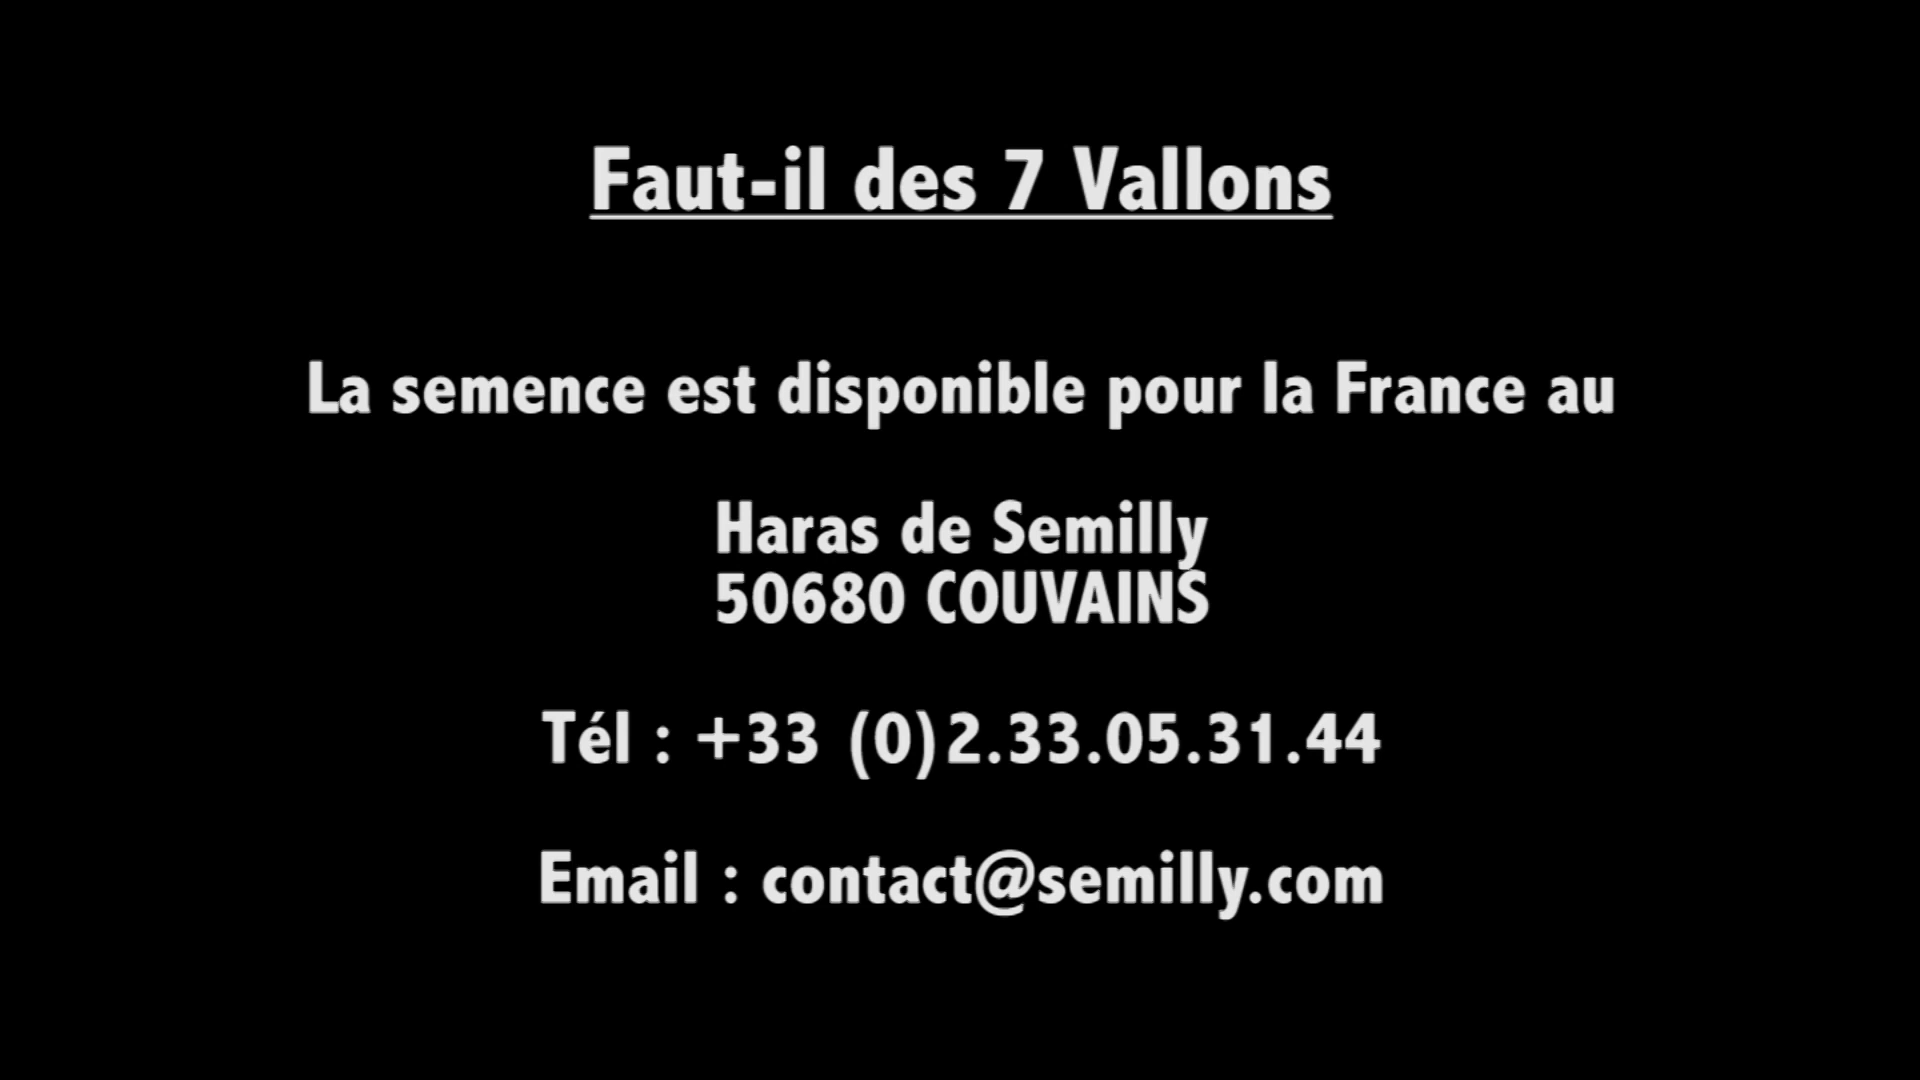 Faut-il des 7 Vallons
La semence est disponible pour la France au
Haras de Semilly
50680 COUVAINS
Tél : +33 (0)2.33.05.31.44
Email : contact@semilly.com